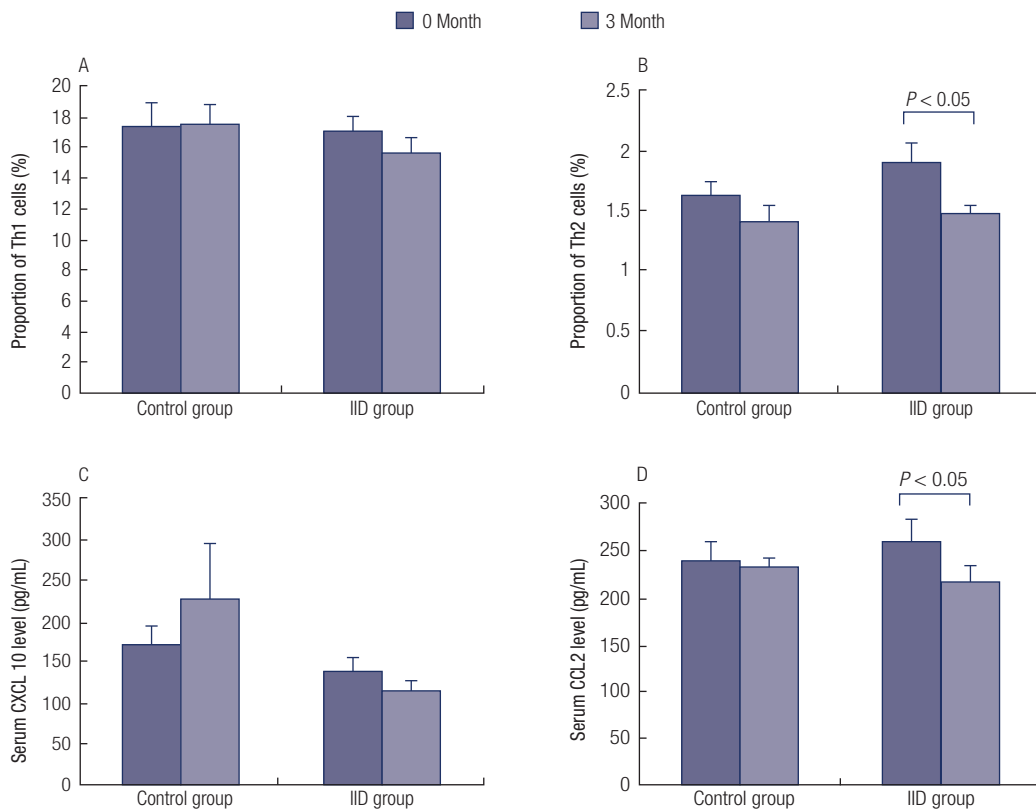 0 Month
3 Month
A
Proportion of Th1 cells (%)
20
18
16
14
12
10
8
6
4
2
0
Control group
IID group
B
Proportion of Th2 cells (%)
2.5
2
1.5
1
0.5
0
P < 0.05
Control group
IID group
C
Serum CXCL 10 level (pg/mL)
350
300
250
200
150
100
50
0
Control group
IID group
D
Serum CCL2 level (pg/mL)
300
250
200
150
100
50
0
P < 0.05
Control group
IID group